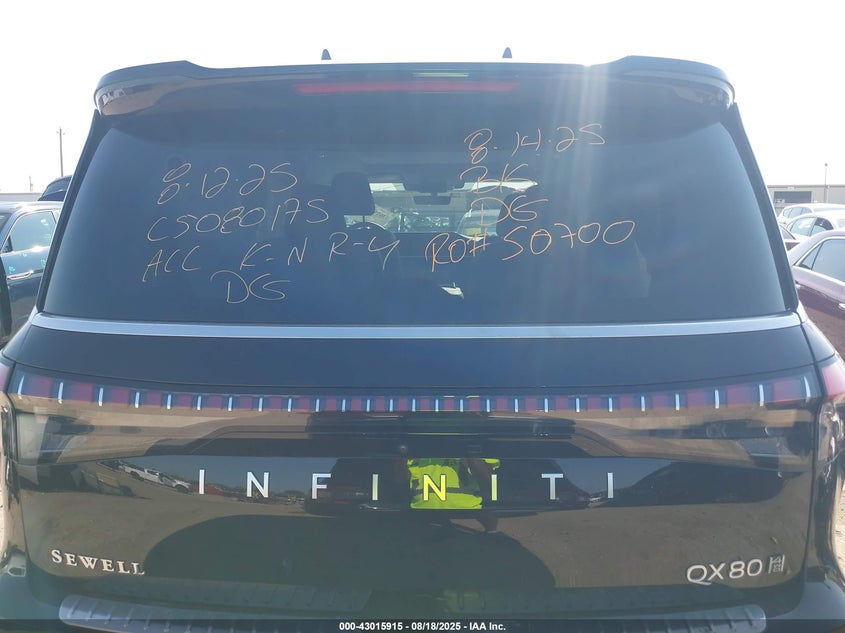 8·12·25
C5080175
ACC K-N R-Y
DG
8·14·25
DG
RO# 50700
INFINITI
SEWELL
QX80
000-43015915 - 08/18/2025 - IAA Inc.